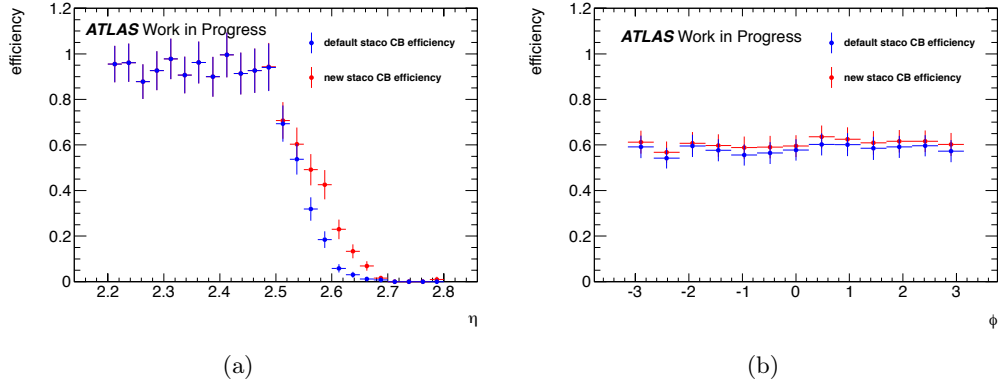 ATLAS Work in Progress
default staco CB efficiency
new staco CB efficiency
efficiency
1.2
1
0.8
0.6
0.4
0.2
0
2.2 2.3 2.4 2.5 2.6 2.7 2.8
η
(a)
ATLAS Work in Progress
default staco CB efficiency
new staco CB efficiency
efficiency
1.2
1
0.8
0.6
0.4
0.2
0
-3 -2 -1 0 1 2 3
ϕ
(b)